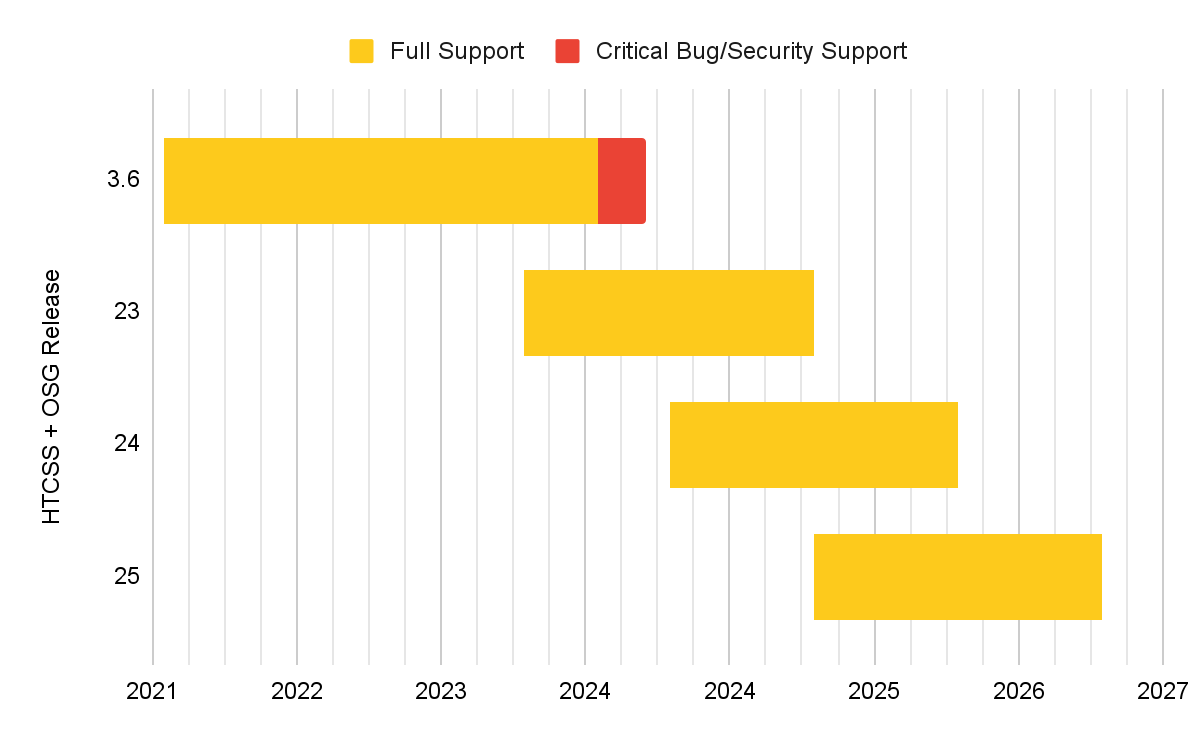 Full Support
Critical Bug/Security Support
HTCSS + OSG Release
3.6
23
24
25
2021 2022 2023 2024 2024 2025 2026 2027